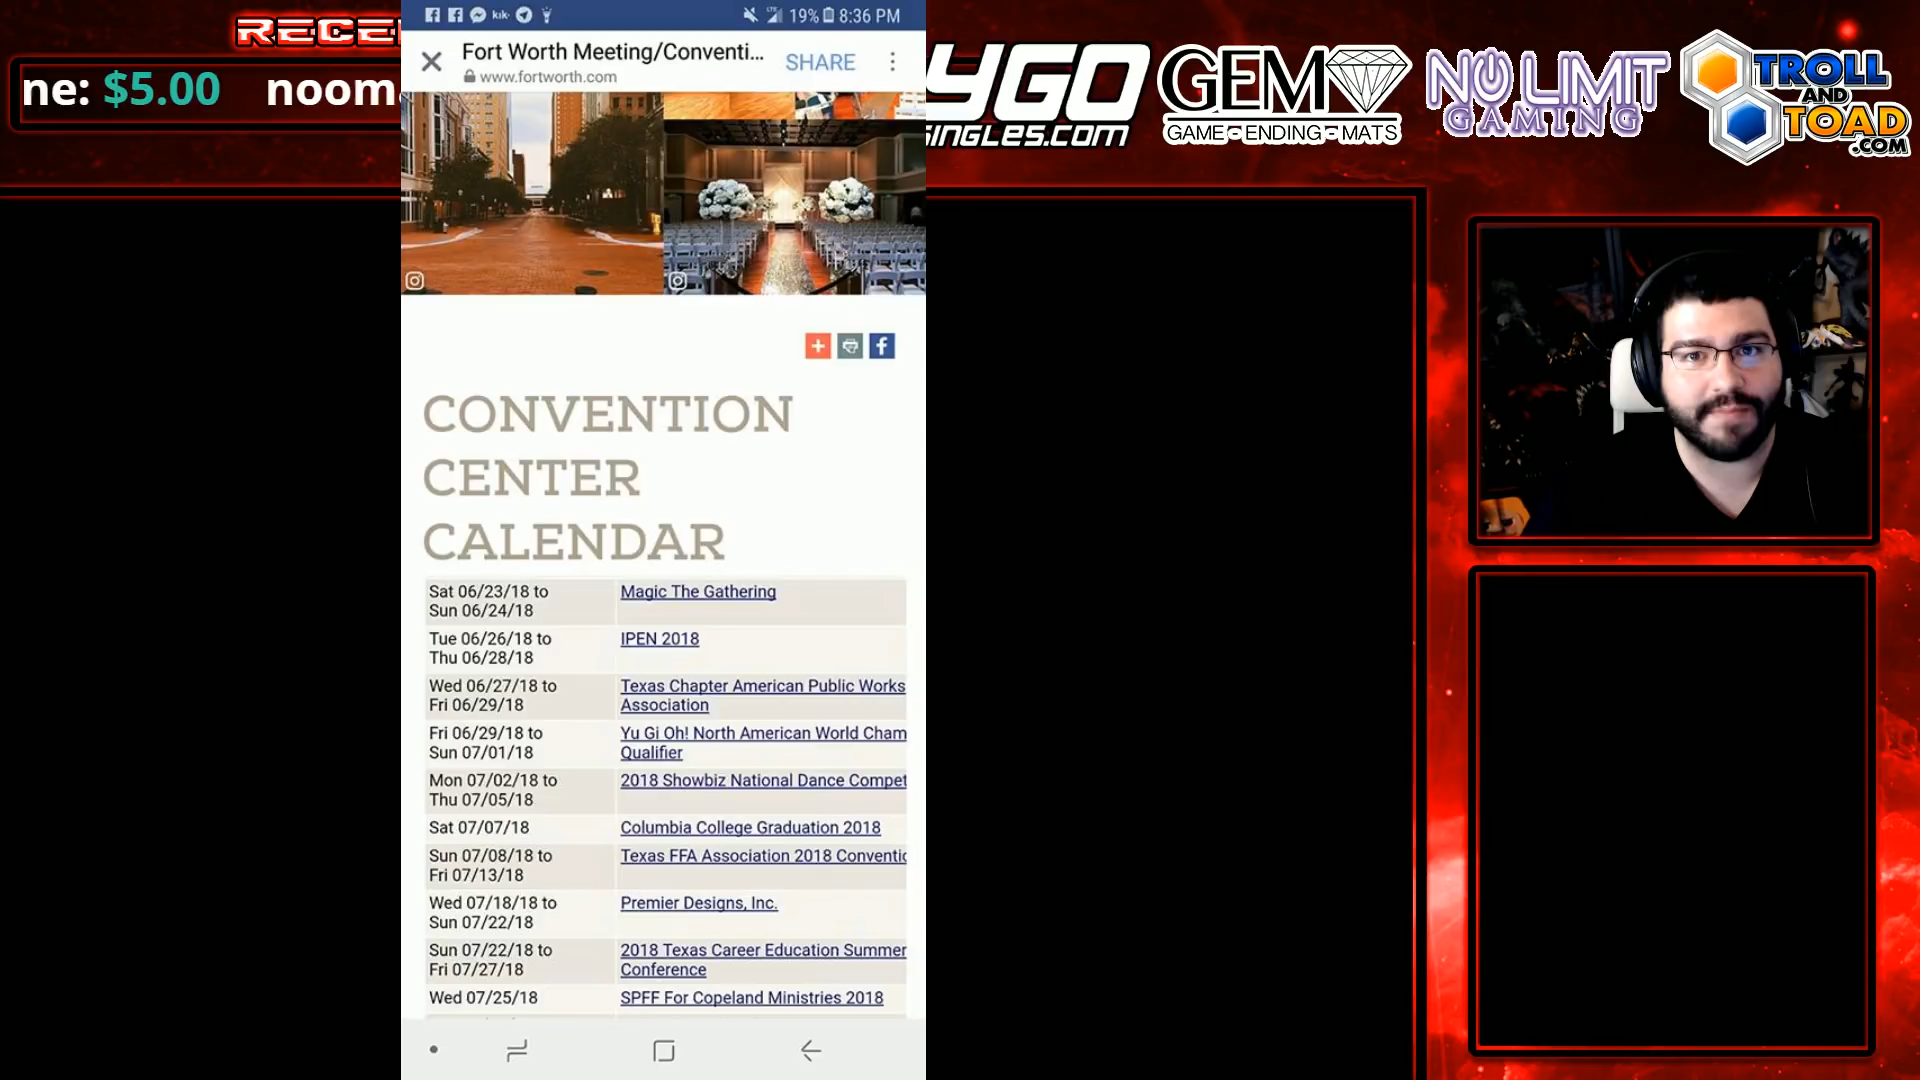 RECE
ne: $5.00 noom
kik
LTE
19% 8:36 PM
Fort Worth Meeting/Conventi...
www.fortworth.com
SHARE
YGO
SINGLES.COM
GEM
GAME-ENDING-MATS
NO LIMIT
GAMING
TROLL
AND
TOAD
.COM
CONVENTION
CENTER
CALENDAR
Sat 06/23/18 to
Sun 06/24/18
Magic The Gathering
Tue 06/26/18 to
Thu 06/28/18
IPEN 2018
Wed 06/27/18 to
Fri 06/29/18
Texas Chapter American Public Works
Association
Fri 06/29/18 to
Sun 07/01/18
Yu Gi Oh! North American World Cham
Qualifier
Mon 07/02/18 to
Thu 07/05/18
2018 Showbiz National Dance Compet
Sat 07/07/18
Columbia College Graduation 2018
Sun 07/08/18 to
Fri 07/13/18
Texas FFA Association 2018 Conventio
Wed 07/18/18 to
Sun 07/22/18
Premier Designs, Inc.
Sun 07/22/18 to
Fri 07/27/18
2018 Texas Career Education Summer
Conference
Wed 07/25/18
SPFF For Copeland Ministries 2018